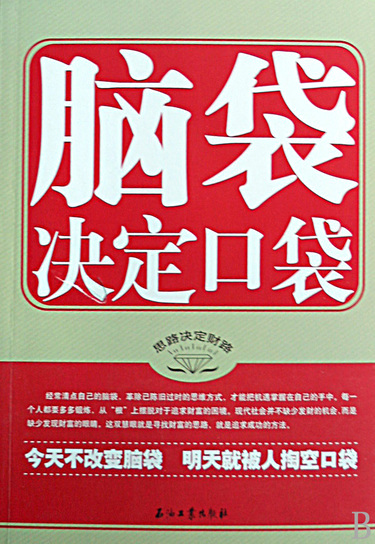 脑袋
决定口袋
思路决定财路
经常清点自己的脑袋，革除已陈旧过时的思维方式，才能把机遇掌握在自己的手中。每一
个人都要多多锻炼，从“根”上摆脱对于追求财富的困境。现代社会并不缺少发财的机会，而是
缺少发现财富的眼睛，这双慧眼就是寻找财富的思路，就是追求成功的方法。
今天不改变脑袋 明天就被人掏空口袋
石油工业出版社
B